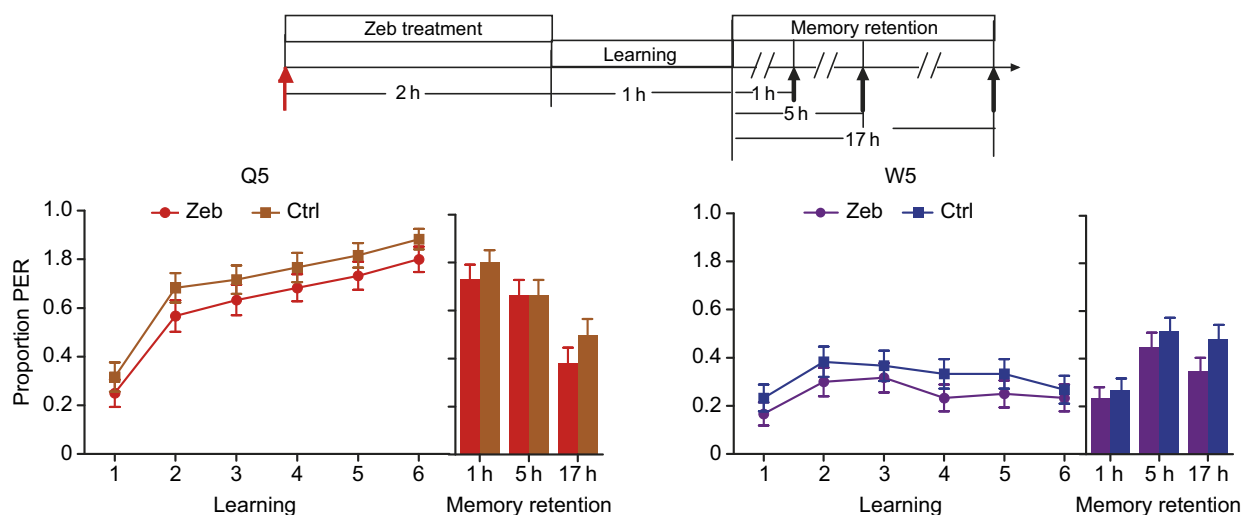 Zeb treatment
Memory retention
Learning
2 h
1 h
1 h
5 h
17 h
Q5
W5
Zeb Ctrl
Zeb Ctrl
Proportion PER
1.0
1.8
0.6
0.4
0.2
0
1.0
1.8
0.6
0.4
0.2
0
1 2 3 4 5 6
1 h 5 h 17 h
1 2 3 4 5 6
1 h 5 h 17 h
Learning
Memory retention
Learning
Memory retention